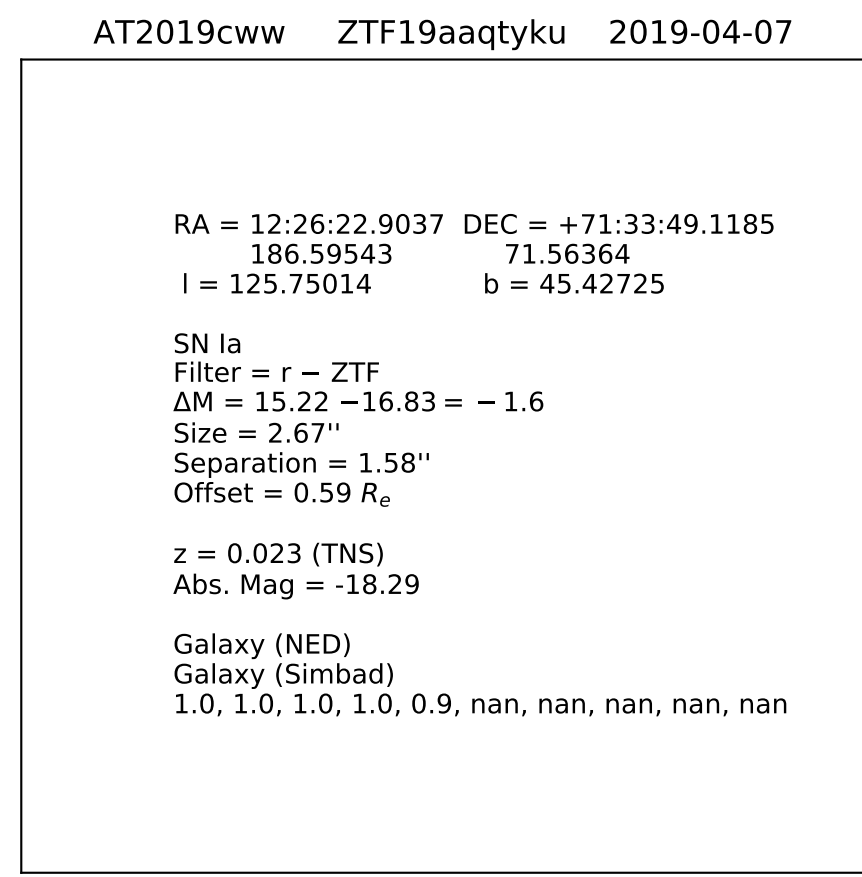 AT2019cww ZTF19aaqtyku 2019-04-07
RA = 12:26:22.9037 DEC = +71:33:49.1185
186.59543 71.56364
l = 125.75014 b = 45.42725
SN Ia
Filter = r − ZTF
ΔM = 15.22 −16.83 = − 1.6
Size = 2.67''
Separation = 1.58''
Offset = 0.59 Rₑ
z = 0.023 (TNS)
Abs. Mag = -18.29
Galaxy (NED)
Galaxy (Simbad)
1.0, 1.0, 1.0, 1.0, 0.9, nan, nan, nan, nan, nan